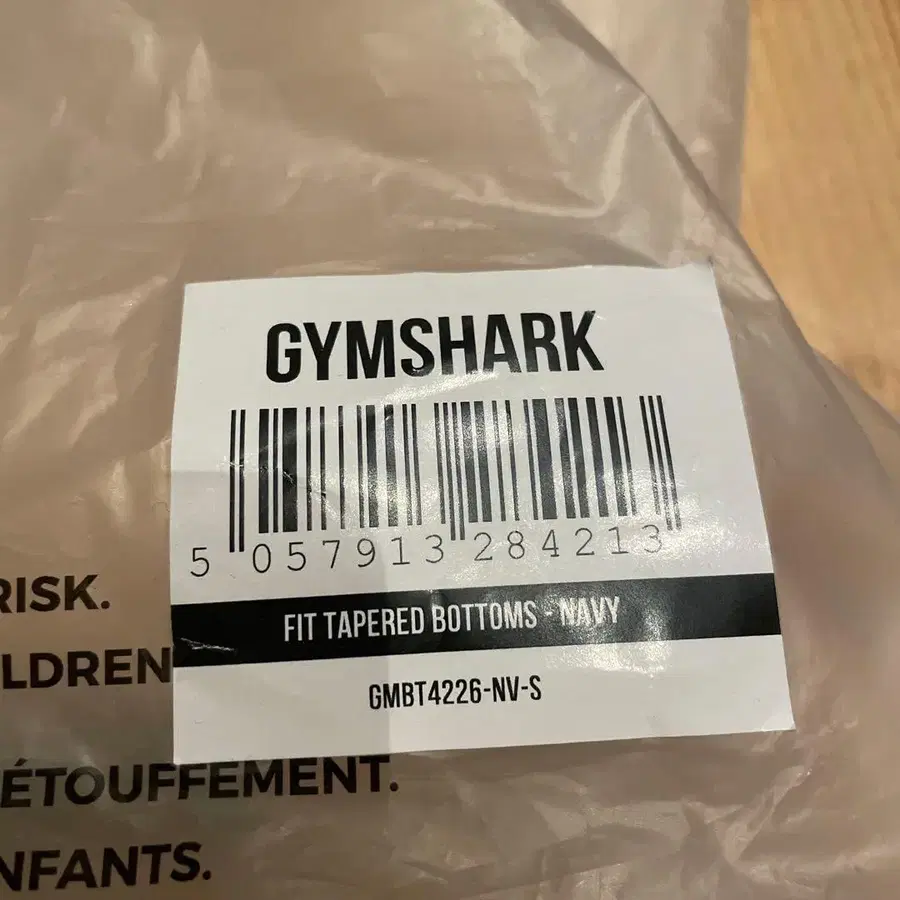 GYMSHARK
5 057913 284213
FIT TAPERED BOTTOMS - NAVY
GMBT4226-NV-S
RISK.
LDREN
ÉTOUFFEMENT.
NFANTS.